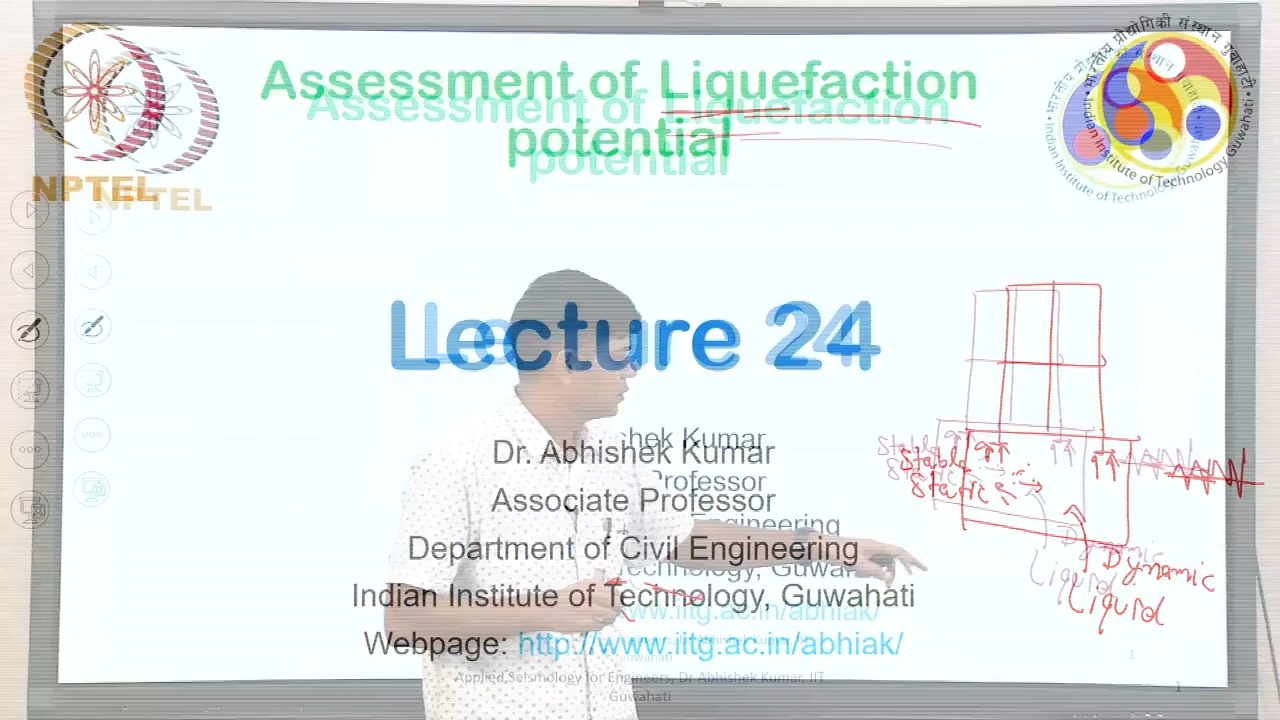 Assessment of Liquefaction
potential
NPTEL
भारतीय प्रौद्योगिकी संस्थान गुवाहाटी
Indian Institute of Technology Guwahati
Lecture 24
Dr. Abhishek Kumar
Associate Professor
Department of Civil Engineering
Indian Institute of Technology, Guwahati
Webpage: http://www.iitg.ac.in/abhiak/
Stable
Static
Dynamic
Liquid
Applied Seismology for Engineers, Dr Abhishek Kumar, IIT
Guwahati
1